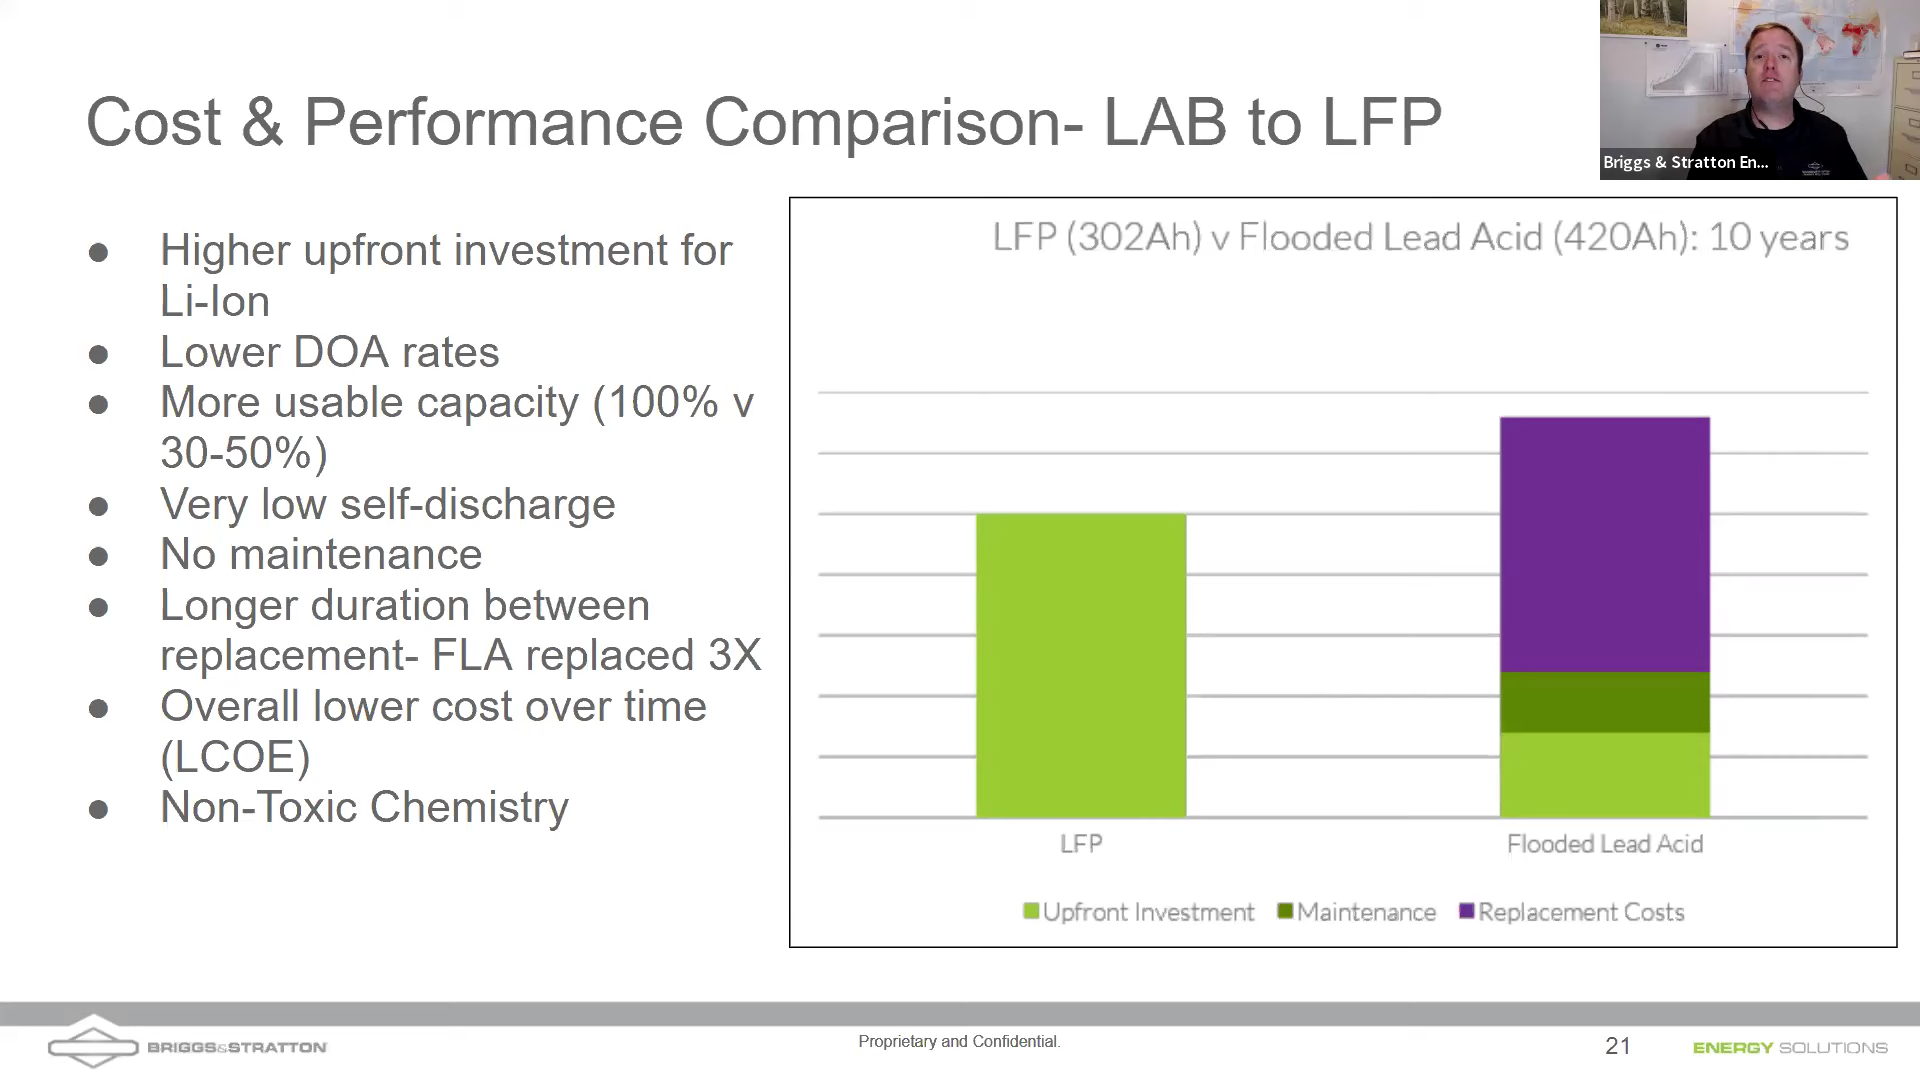 Cost & Performance Comparison- LAB to LFP
Briggs & Stratton En...
● Higher upfront investment for
Li-Ion
● Lower DOA rates
● More usable capacity (100% v
30-50%)
● Very low self-discharge
● No maintenance
● Longer duration between
replacement- FLA replaced 3X
● Overall lower cost over time
(LCOE)
● Non-Toxic Chemistry
LFP (302Ah) v Flooded Lead Acid (420Ah): 10 years
LFP
Flooded Lead Acid
Upfront Investment
Maintenance
Replacement Costs
BRIGGS&STRATTON
Proprietary and Confidential.
21
ENERGY SOLUTIONS